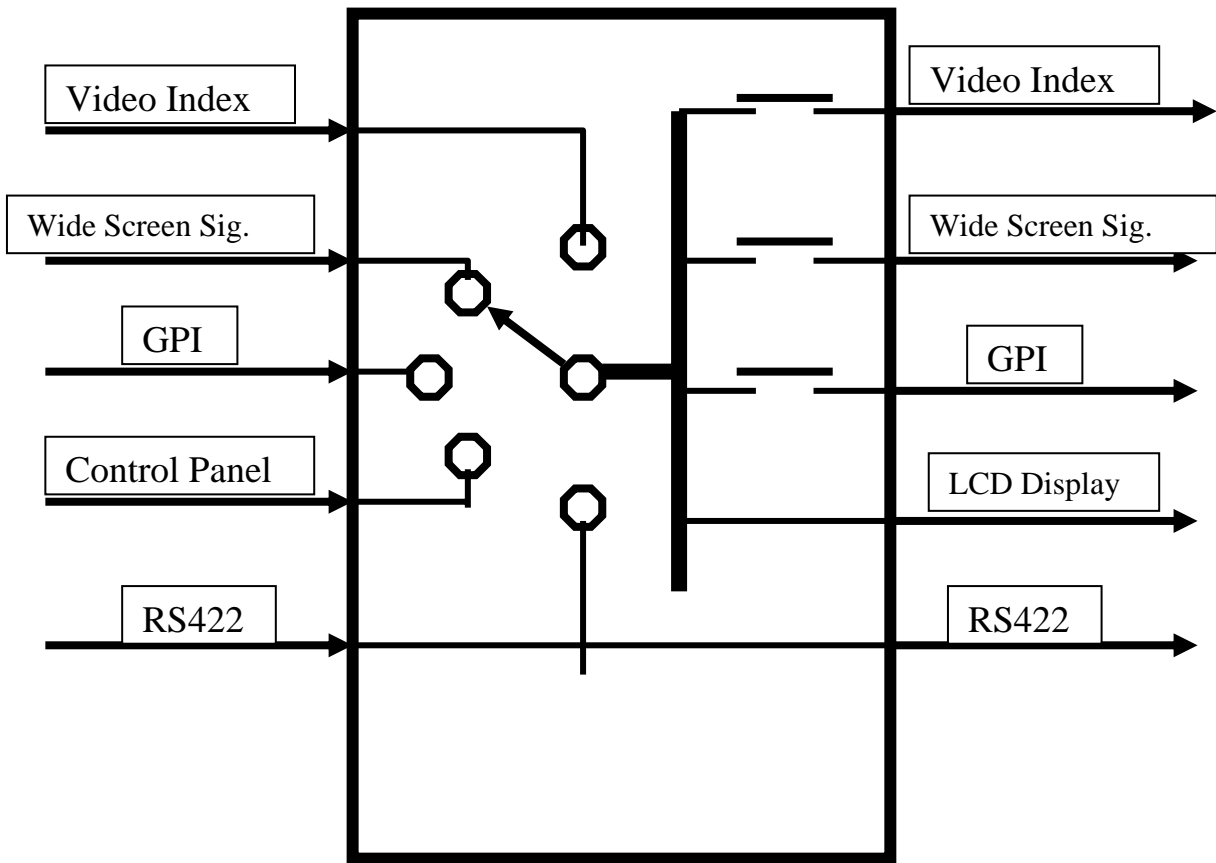 Video Index
Wide Screen Sig.
GPI
Control Panel
RS422
Video Index
Wide Screen Sig.
GPI
LCD Display
RS422